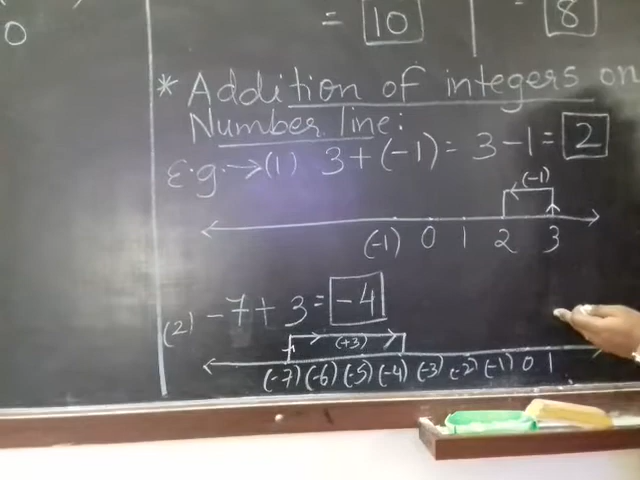 0
= 10
= 8
* Addition of integers on
Number line:
E.g. → (1) 3 + (-1) = 3 - 1 = 2
(-1)
(-1) 0 1 2 3
(2) -7 + 3 = -4
(+3)
(-7) (-6) (-5) (-4) (-3) (-2) (-1) 0 1